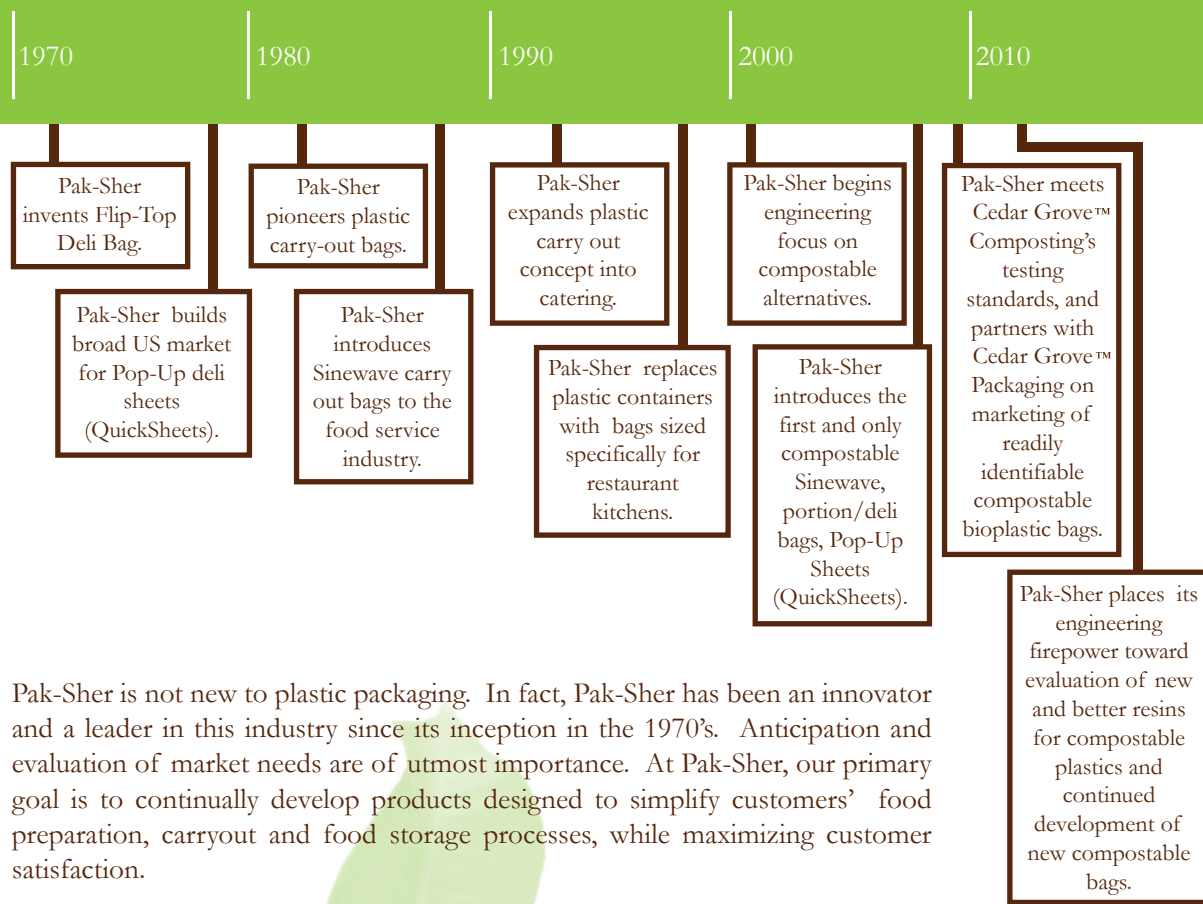 1970
1980
1990
2000
2010
Pak-Sher
invents Flip-Top
Deli Bag.
Pak-Sher builds
broad US market
for Pop-Up deli
sheets
(QuickSheets).
Pak-Sher
pioneers plastic
carry-out bags.
Pak-Sher
introduces
Sinewave carry
out bags to the
food service
industry.
Pak-Sher
expands plastic
carry out
concept into
catering.
Pak-Sher replaces
plastic containers
with bags sized
specifically for
restaurant
kitchens.
Pak-Sher begins
engineering
focus on
compostable
alternatives.
Pak-Sher
introduces the
first and only
compostable
Sinewave,
portion/deli
bags, Pop-Up
Sheets
(QuickSheets).
Pak-Sher meets
Cedar Grove™
Composting's
testing
standards, and
partners with
Cedar Grove™
Packaging on
marketing of
readily
identifiable
compostable
bioplastic bags.
Pak-Sher places its
engineering
firepower toward
evaluation of new
and better resins
for compostable
plastics and
continued
development of
new compostable
bags.
Pak-Sher is not new to plastic packaging. In fact, Pak-Sher has been an innovator
and a leader in this industry since its inception in the 1970's. Anticipation and
evaluation of market needs are of utmost importance. At Pak-Sher, our primary
goal is to continually develop products designed to simplify customers' food
preparation, carryout and food storage processes, while maximizing customer
satisfaction.